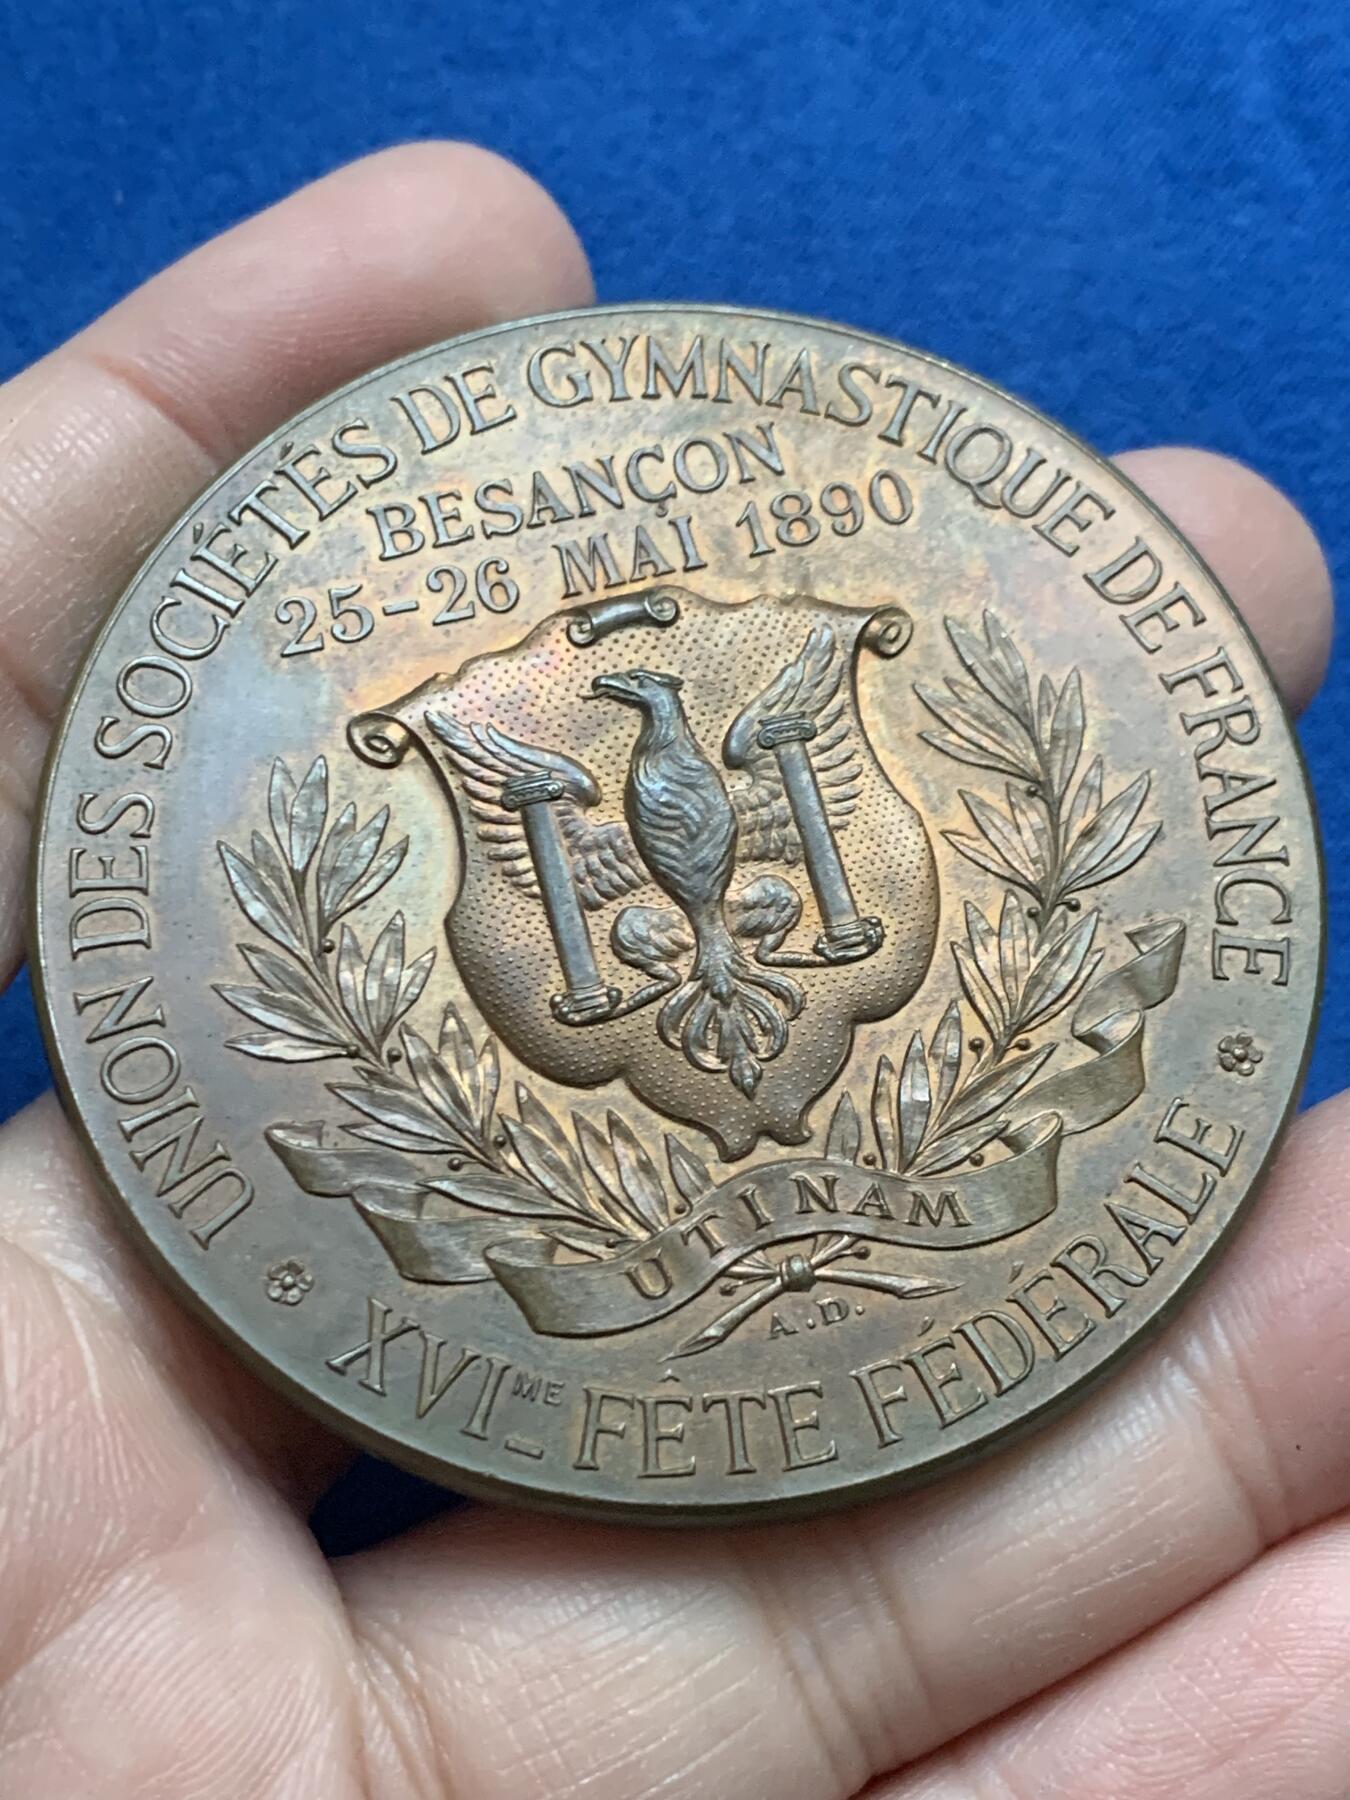 UNION DES SOCIÉTÉS DE GYMNASTIQUE DE FRANCE
BESANÇON
25-26 MAI 1890
UTINAM
A.D.
XVIME FÊTE FÉDÉRALE